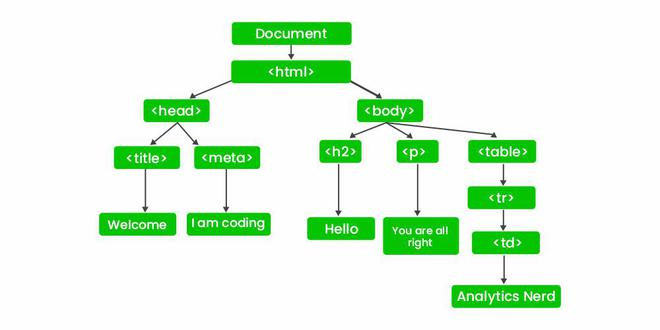 Document
<html>
<head>
<body>
<title>
<meta>
<h2>
<p>
<table>
<tr>
Welcome
I am coding
Hello
You are all
right
<td>
Analytics Nerd